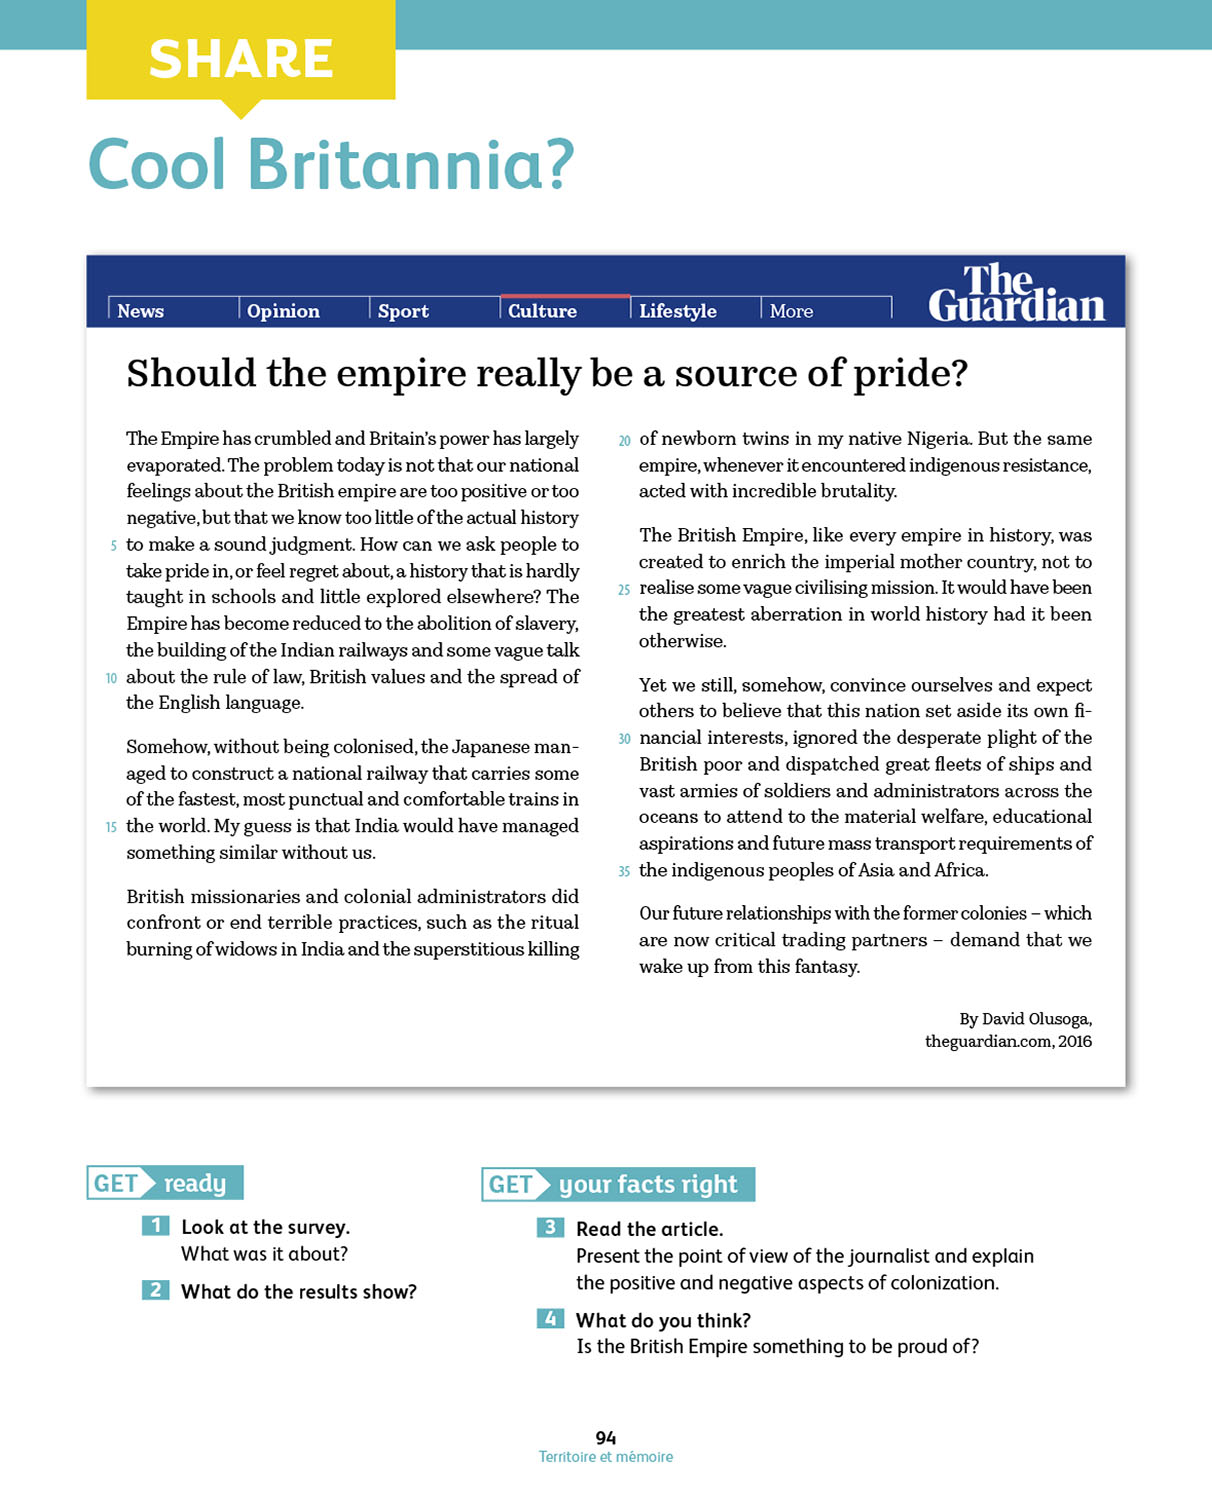 SHARE
Cool Britannia?
News
Opinion
Sport
Culture
Lifestyle
More
The
Guardian
Should the empire really be a source of pride?
The Empire has crumbled and Britain's power has largely
evaporated. The problem today is not that our national
feelings about the British empire are too positive or too
negative, but that we know too little of the actual history
5 to make a sound judgment. How can we ask people to
take pride in, or feel regret about, a history that is hardly
taught in schools and little explored elsewhere? The
Empire has become reduced to the abolition of slavery,
the building of the Indian railways and some vague talk
10 about the rule of law, British values and the spread of
the English language.
Somehow, without being colonised, the Japanese man-
aged to construct a national railway that carries some
of the fastest, most punctual and comfortable trains in
15 the world. My guess is that India would have managed
something similar without us.
British missionaries and colonial administrators did
confront or end terrible practices, such as the ritual
burning of widows in India and the superstitious killing
20 of newborn twins in my native Nigeria. But the same
empire, whenever it encountered indigenous resistance,
acted with incredible brutality.
The British Empire, like every empire in history, was
created to enrich the imperial mother country, not to
25 realise some vague civilising mission. It would have been
the greatest aberration in world history had it been
otherwise.
Yet we still, somehow, convince ourselves and expect
others to believe that this nation set aside its own fi-
30 nancial interests, ignored the desperate plight of the
British poor and dispatched great fleets of ships and
vast armies of soldiers and administrators across the
oceans to attend to the material welfare, educational
aspirations and future mass transport requirements of
35 the indigenous peoples of Asia and Africa.
Our future relationships with the former colonies – which
are now critical trading partners – demand that we
wake up from this fantasy.
By David Olusoga,
theguardian.com, 2016
GET ready
1 Look at the survey.
What was it about?
2 What do the results show?
GET your facts right
3 Read the article.
Present the point of view of the journalist and explain
the positive and negative aspects of colonization.
4 What do you think?
Is the British Empire something to be proud of?
94
Territoire et mémoire